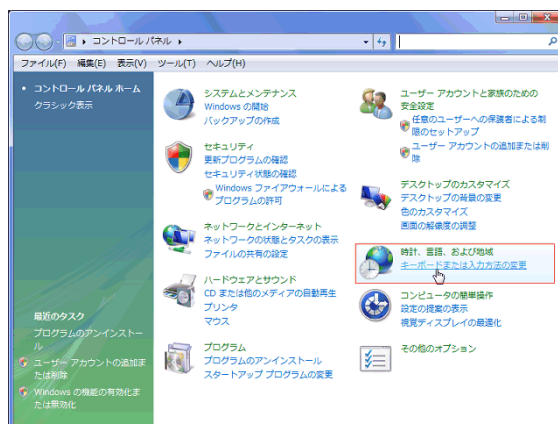 コントロール パネル
ファイル(F) 編集(E) 表示(V) ツール(T) ヘルプ(H)
コントロール パネル ホーム
クラシック表示
最近のタスク
プログラムのアンインストー
ル
ユーザー アカウントの追加ま
たは削除
Windows の機能の有効化ま
たは無効化
システムとメンテナンス
Windows の開始
バックアップの作成
セキュリティ
更新プログラムの確認
セキュリティ状態の確認
Windows ファイアウォールによる
プログラムの許可
ネットワークとインターネット
ネットワークの状態とタスクの表示
ファイルの共有の設定
ハードウェアとサウンド
CD または他のメディアの自動再生
プリンタ
マウス
プログラム
プログラムのアンインストール
スタートアップ プログラムの変更
ユーザー アカウントと家族のための
安全設定
任意のユーザーへの保護者による制
限のセットアップ
ユーザー アカウントの追加または削
除
デスクトップのカスタマイズ
デスクトップの背景の変更
色のカスタマイズ
画面の解像度の調整
時計、言語、および地域
キーボードまたは入力方法の変更
コンピュータの簡単操作
設定の提案の表示
視覚ディスプレイの最適化
その他のオプション